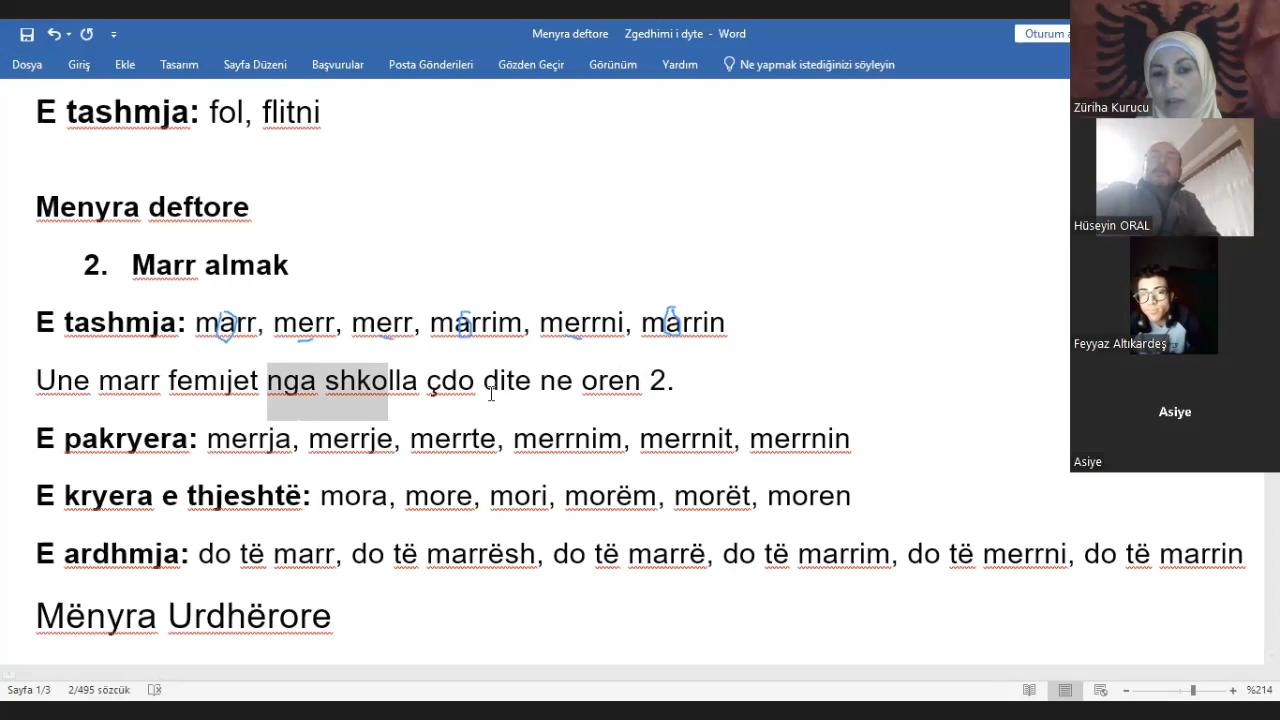 Menyra deftore Zgedhimi i dyte - Word
Oturum a
Dosya Giriş Ekle Tasarım Sayfa Düzeni Başvurular Posta Gönderileri Gözden Geçir Görünüm Yardım Ne yapmak istediğinizi söyleyin
E tashmja: fol, flitni
Menyra deftore
2. Marr almak
E tashmja: marr, merr, merr, marrim, merrni, marrin
Une marr femıjet nga shkolla çdo dite ne oren 2.
E pakryera: merrja, merrje, merrte, merrnim, merrnit, merrnin
E kryera e thjeshtë: mora, more, mori, morëm, morët, moren
E ardhmja: do të marr, do të marrësh, do të marrë, do të marrim, do të merrni, do të marrin
Mënyra Urdhërore
Sayfa 1/3 2/495 sözcük
%214
Züriha Kurucu
Hüseyin ORAL
Feyyaz Altıkardeş
Asiye
Asiye